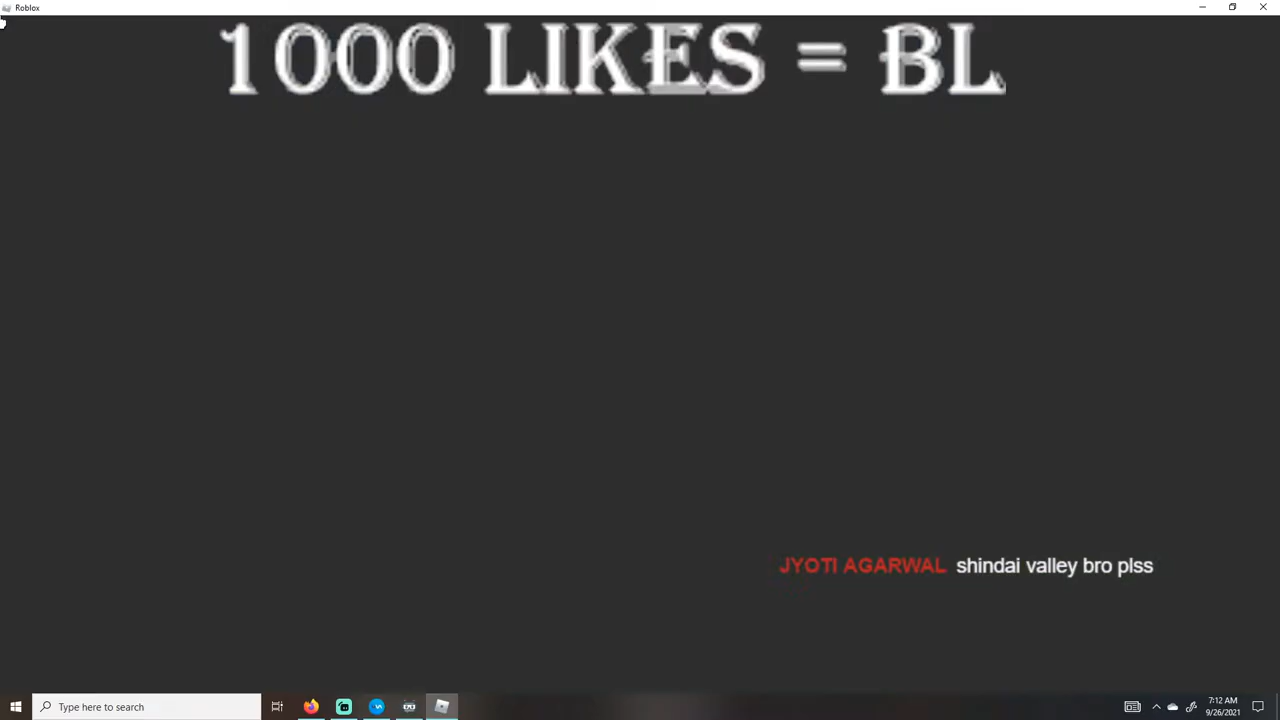 Roblox
1000 LIKES = BL
JYOTI AGARWAL shindai valley bro plss
Type here to search
7:12 AM
9/26/2021